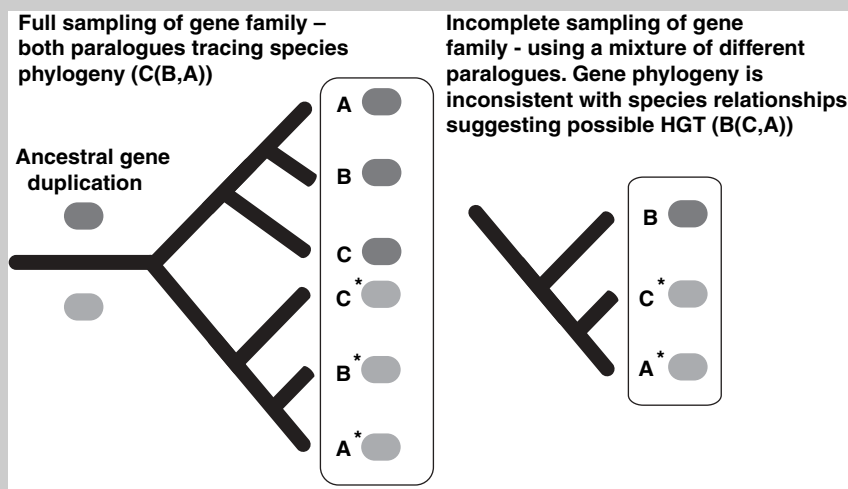 Full sampling of gene family –
both paralogues tracing species
phylogeny (C(B,A))
Incomplete sampling of gene
family - using a mixture of different
paralogues. Gene phylogeny is
inconsistent with species relationships
suggesting possible HGT (B(C,A))
Ancestral gene
duplication
A
B
C
C*
B*
A*
B
C*
A*